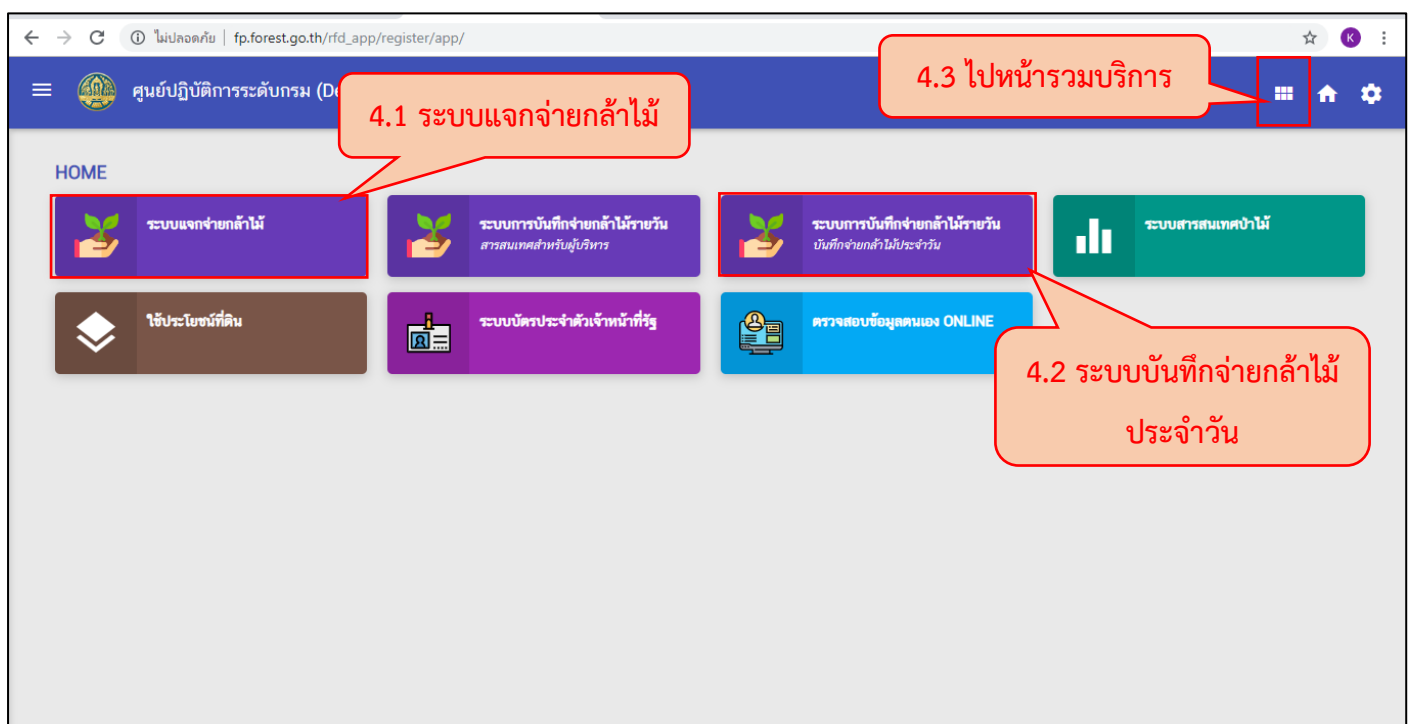 ไม่ปลอดภัย | fp.forest.go.th/rfd_app/register/app/
K
ศูนย์ปฏิบัติการระดับกรม
4.1 ระบบแจกจ่ายกล้าไม้
4.3 ไปหน้ารวมบริการ
HOME
ระบบแจกจ่ายกล้าไม้
ระบบการบันทึกจ่ายกล้าไม้รายวัน
สารสนเทศสำหรับผู้บริหาร
ระบบการบันทึกจ่ายกล้าไม้รายวัน
บันทึกจ่ายกล้าไม้ประจำวัน
ระบบสารสนเทศป่าไม้
ใช้ประโยชน์ที่ดิน
ระบบบัตรประจำตัวเจ้าหน้าที่รัฐ
ตรวจสอบข้อมูลตนเอง ONLINE
4.2 ระบบบันทึกจ่ายกล้าไม้
ประจำวัน